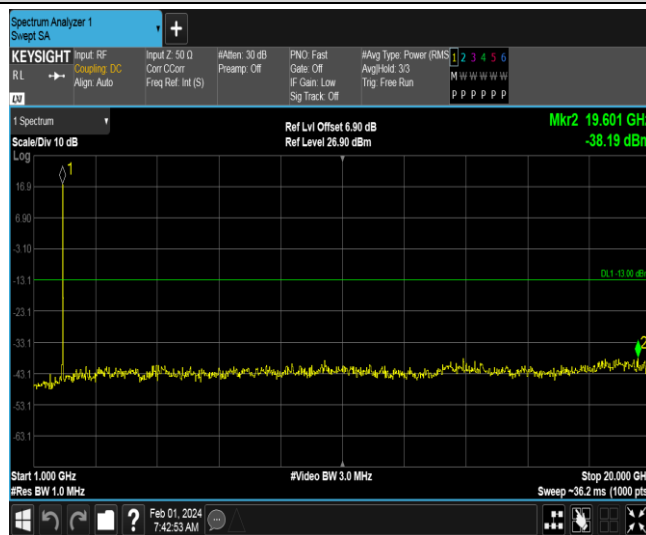 Spectrum Analyzer 1
Swept SA
+
KEYSIGHT
RL
LXI
Input: RF
Coupling: DC
Align: Auto
Input Z: 50 Ω
Corr CCorr
Freq Ref: Int (S)
#Atten: 30 dB
Preamp: Off
PNO: Fast
Gate: Off
IF Gain: Low
Sig Track: Off
#Avg Type: Power (RMS
Avg|Hold: 3/3
Trig: Free Run
1 2 3 4 5 6
M W W W W W
P P P P P P
1 Spectrum
Scale/Div 10 dB
Log
Ref Lvl Offset 6.90 dB
Ref Level 26.90 dBm
Mkr2 19.601 GHz
-38.19 dBm
1
16.9
6.90
-3.10
-13.1
DL1 -13.00 dBm
-23.1
-33.1
2
-43.1
-53.1
-63.1
Start 1.000 GHz
#Res BW 1.0 MHz
#Video BW 3.0 MHz
Stop 20.000 GHz
Sweep ~36.2 ms (1000 pts
?
Feb 01, 2024
7:42:53 AM